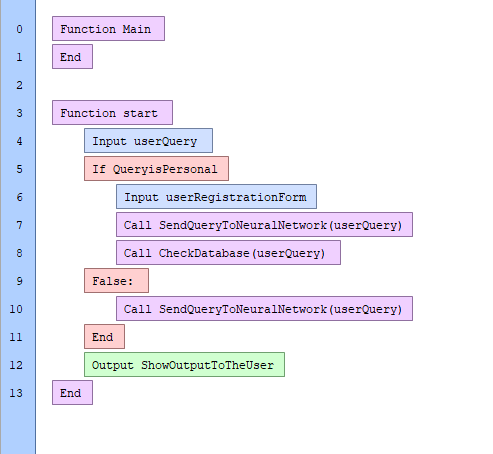 0 Function Main
1 End
2
3 Function start
4 Input userQuery
5 If QueryisPersonal
6 Input userRegistrationForm
7 Call SendQueryToNeuralNetwork(userQuery)
8 Call CheckDatabase(userQuery)
9 False:
10 Call SendQueryToNeuralNetwork(userQuery)
11 End
12 Output ShowOutputToTheUser
13 End